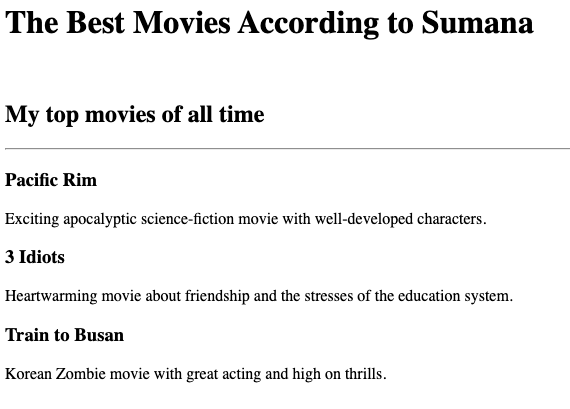 The Best Movies According to Sumana
My top movies of all time
Pacific Rim
Exciting apocalyptic science-fiction movie with well-developed characters.
3 Idiots
Heartwarming movie about friendship and the stresses of the education system.
Train to Busan
Korean Zombie movie with great acting and high on thrills.